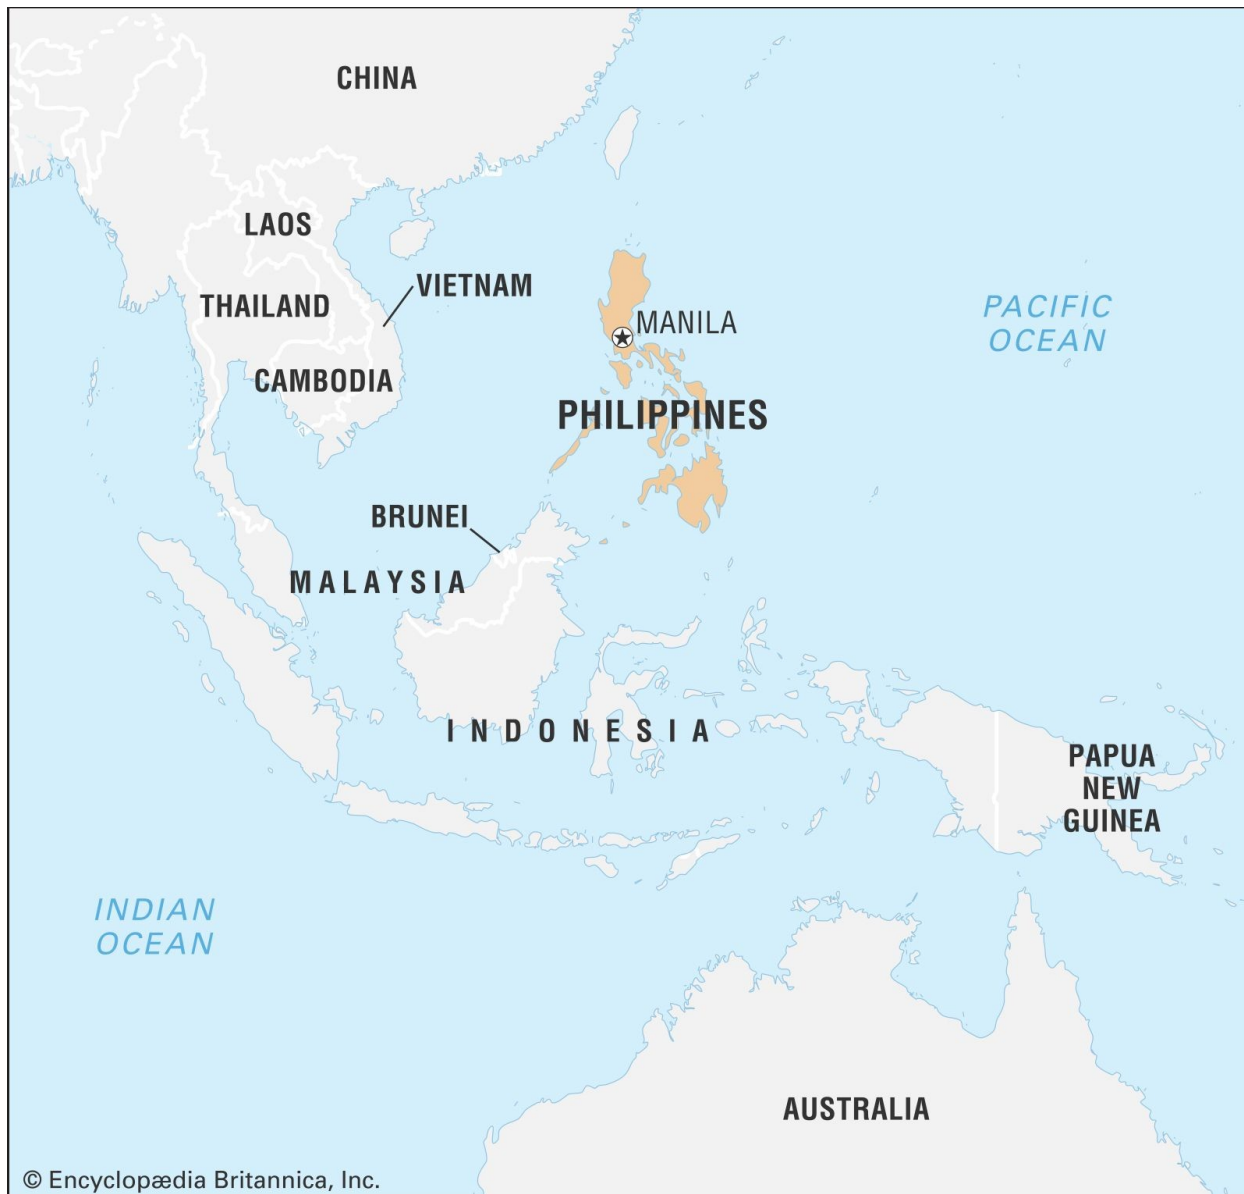 CHINA
LAOS
VIETNAM
THAILAND
MANILA
PACIFIC
OCEAN
CAMBODIA
PHILIPPINES
BRUNEI
MALAYSIA
INDONESIA
PAPUA
NEW
GUINEA
INDIAN
OCEAN
AUSTRALIA
© Encyclopædia Britannica, Inc.